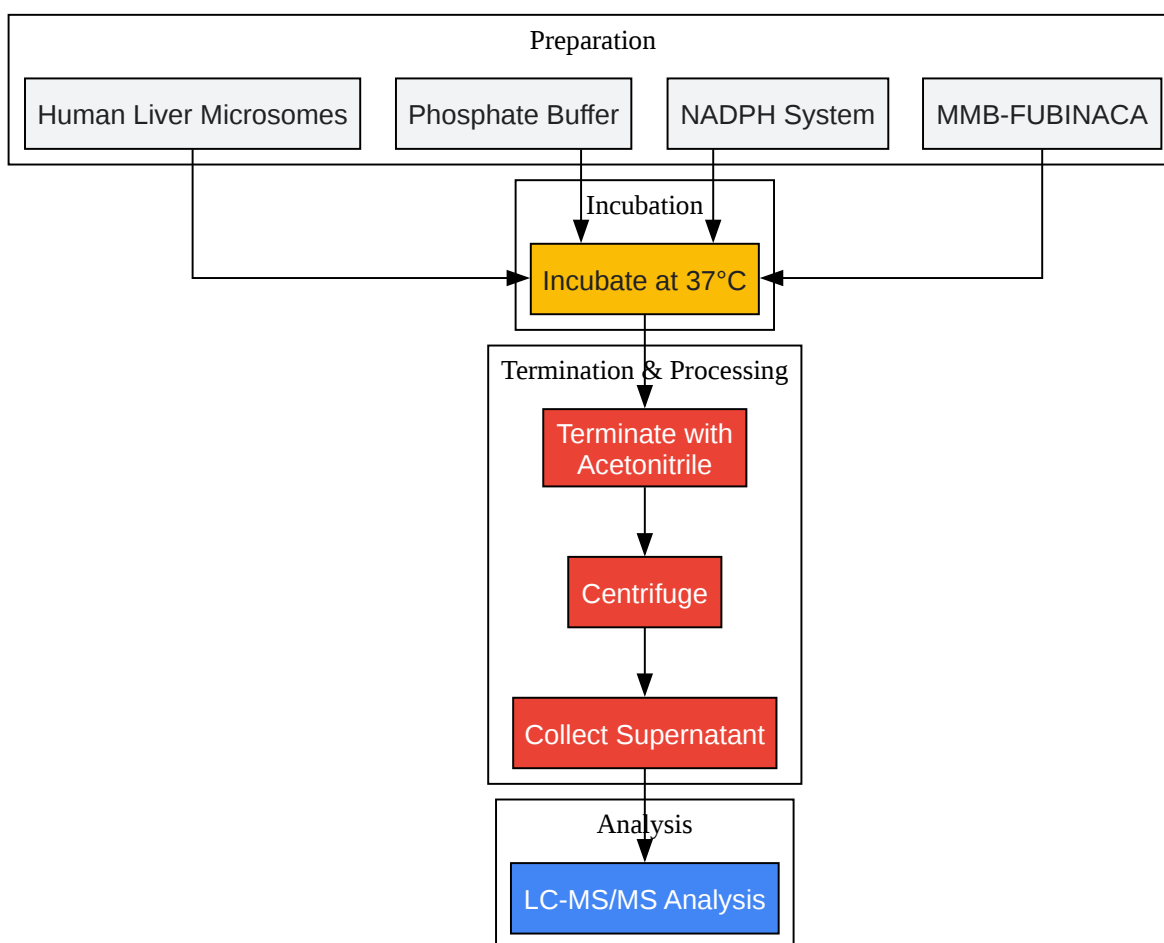 Preparation
Human Liver Microsomes
Phosphate Buffer
NADPH System
MMB-FUBINACA
Incubation
Incubate at 37°C
Termination & Processing
Terminate with
Acetonitrile
Centrifuge
Collect Supernatant
Analysis
LC-MS/MS Analysis